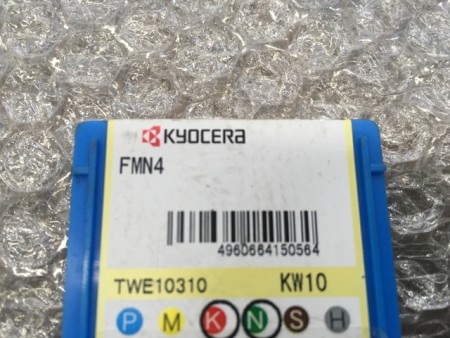 KYOCERA
FMN4
4960664150564
TWE10310 KW10
P M K N S H